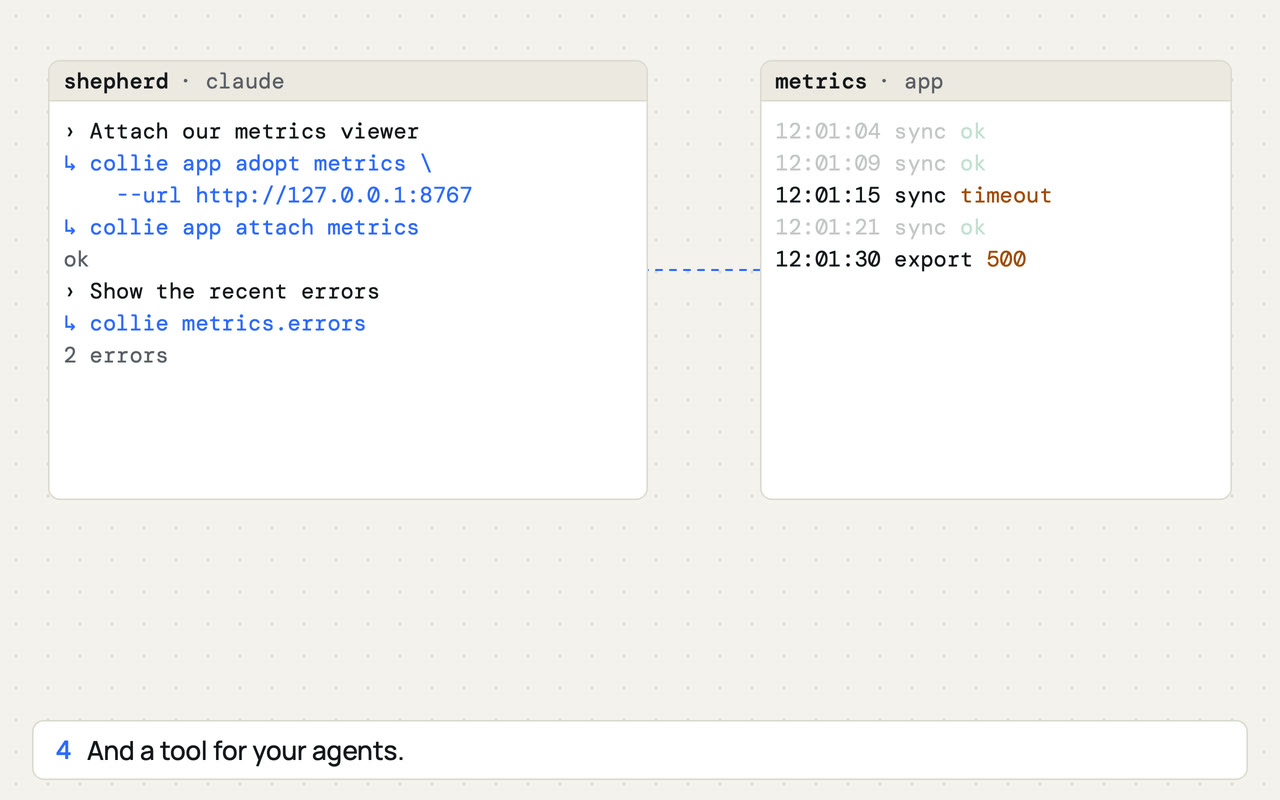 shepherd · claude
› Attach our metrics viewer
↳ collie app adopt metrics \
--url http://127.0.0.1:8767
↳ collie app attach metrics
ok
› Show the recent errors
↳ collie metrics.errors
2 errors
metrics · app
12:01:04 sync ok
12:01:09 sync ok
12:01:15 sync timeout
12:01:21 sync ok
12:01:30 export 500
4 And a tool for your agents.